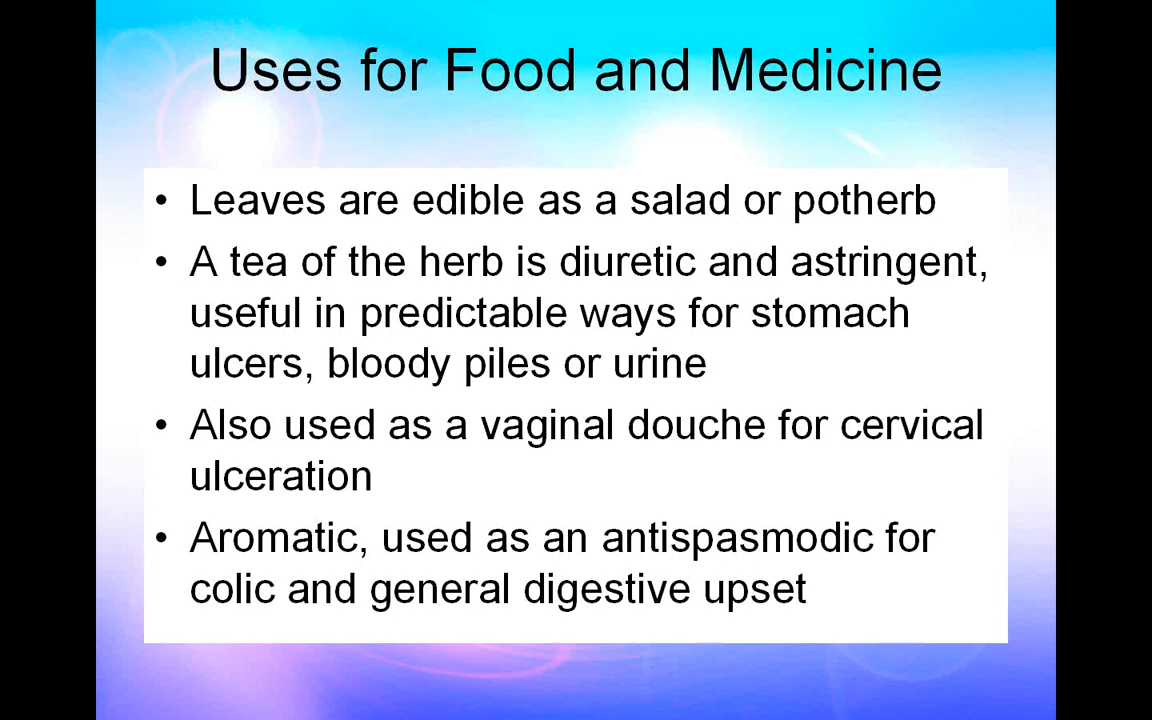 Uses for Food and Medicine
• Leaves are edible as a salad or potherb
• A tea of the herb is diuretic and astringent,
useful in predictable ways for stomach
ulcers, bloody piles or urine
• Also used as a vaginal douche for cervical
ulceration
• Aromatic, used as an antispasmodic for
colic and general digestive upset